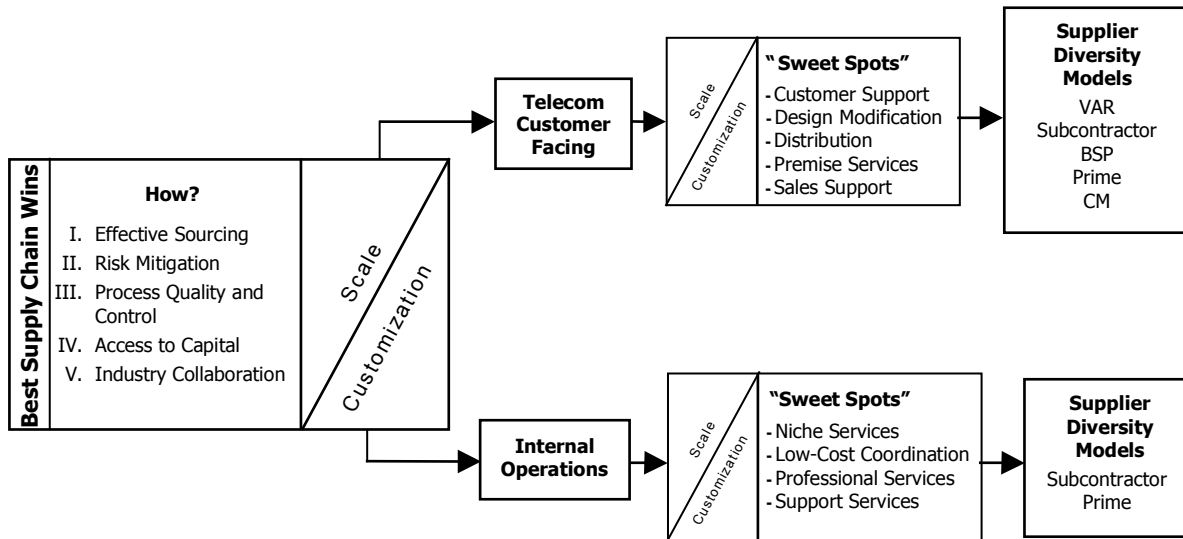 Best Supply Chain Wins
How?
I. Effective Sourcing
II. Risk Mitigation
III. Process Quality and
Control
IV. Access to Capital
V. Industry Collaboration
Scale
Customization
Telecom
Customer
Facing
Scale
Customization
“Sweet Spots”
- Customer Support
- Design Modification
- Distribution
- Premise Services
- Sales Support
Supplier
Diversity
Models
VAR
Subcontractor
BSP
Prime
CM
Internal
Operations
Scale
Customization
“Sweet Spots”
- Niche Services
- Low-Cost Coordination
- Professional Services
- Support Services
Supplier
Diversity
Models
Subcontractor
Prime